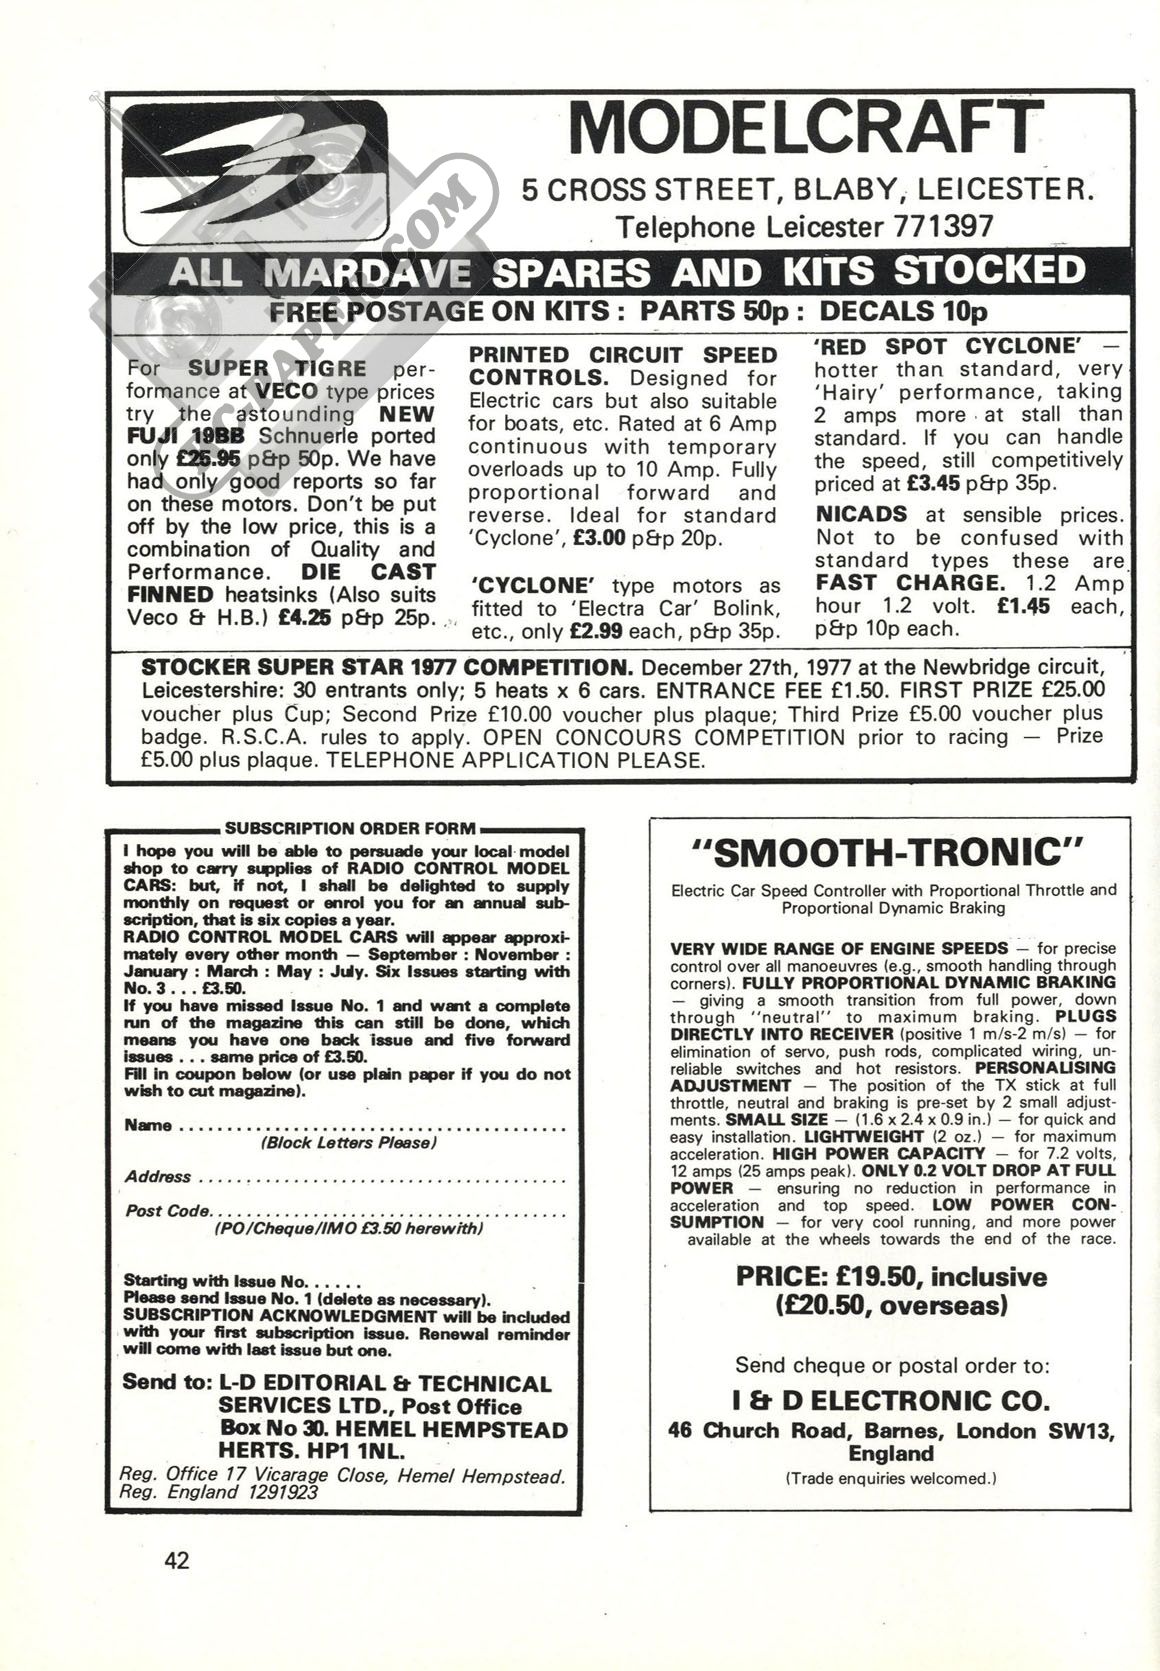 MODELCRAFT
5 CROSS STREET, BLABY, LEICESTER.
Telephone Leicester 771397
ALL MARDAVE SPARES AND KITS STOCKED
FREE POSTAGE ON KITS : PARTS 50p : DECALS 10p
For SUPER TIGRE per-
formance at VECO type prices
try the astounding NEW
FUJI 19BB Schnuerle ported
only £25.95 p&p 50p. We have
had only good reports so far
on these motors. Don't be put
off by the low price, this is a
combination of Quality and
Performance. DIE CAST
FINNED heatsinks (Also suits
Veco & H.B.) £4.25 p&p 25p.
PRINTED CIRCUIT SPEED
CONTROLS. Designed for
Electric cars but also suitable
for boats, etc. Rated at 6 Amp
continuous with temporary
overloads up to 10 Amp. Fully
proportional forward and
reverse. Ideal for standard
'Cyclone', £3.00 p&p 20p.
'CYCLONE' type motors as
fitted to 'Electra Car' Bolink,
etc., only £2.99 each, p&p 35p.
'RED SPOT CYCLONE' —
hotter than standard, very
'Hairy' performance, taking
2 amps more at stall than
standard. If you can handle
the speed, still competitively
priced at £3.45 p&p 35p.
NICADS at sensible prices.
Not to be confused with
standard types these are
FAST CHARGE. 1.2 Amp
hour 1.2 volt. £1.45 each,
p&p 10p each.
STOCKER SUPER STAR 1977 COMPETITION. December 27th, 1977 at the Newbridge circuit,
Leicestershire: 30 entrants only; 5 heats x 6 cars. ENTRANCE FEE £1.50. FIRST PRIZE £25.00
voucher plus Cup; Second Prize £10.00 voucher plus plaque; Third Prize £5.00 voucher plus
badge. R.S.C.A. rules to apply. OPEN CONCOURS COMPETITION prior to racing — Prize
£5.00 plus plaque. TELEPHONE APPLICATION PLEASE.
RCPAPER.COM
SUBSCRIPTION ORDER FORM
I hope you will be able to persuade your local model
shop to carry supplies of RADIO CONTROL MODEL
CARS: but, if not, I shall be delighted to supply
monthly on request or enrol you for an annual sub-
scription, that is six copies a year.
RADIO CONTROL MODEL CARS will appear approxi-
mately every other month — September : November :
January : March : May : July. Six Issues starting with
No. 3 . . . £3.50.
If you have missed Issue No. 1 and want a complete
run of the magazine this can still be done, which
means you have one back issue and five forward
issues . . . same price of £3.50.
Fill in coupon below (or use plain paper if you do not
wish to cut magazine).
Name ........................................
(Block Letters Please)
Address .......................................
Post Code.....................................
(PO/Cheque/IMO £3.50 herewith)
Starting with Issue No. . . . . .
Please send Issue No. 1 (delete as necessary).
SUBSCRIPTION ACKNOWLEDGMENT will be included
with your first subscription issue. Renewal reminder
will come with last issue but one.
Send to: L-D EDITORIAL & TECHNICAL
SERVICES LTD., Post Office
Box No 30. HEMEL HEMPSTEAD
HERTS. HP1 1NL.
Reg. Office 17 Vicarage Close, Hemel Hempstead.
Reg. England 1291923
"SMOOTH-TRONIC"
Electric Car Speed Controller with Proportional Throttle and
Proportional Dynamic Braking
VERY WIDE RANGE OF ENGINE SPEEDS — for precise
control over all manoeuvres (e.g., smooth handling through
corners). FULLY PROPORTIONAL DYNAMIC BRAKING
— giving a smooth transition from full power, down
through "neutral" to maximum braking. PLUGS
DIRECTLY INTO RECEIVER (positive 1 m/s-2 m/s) — for
elimination of servo, push rods, complicated wiring, un-
reliable switches and hot resistors. PERSONALISING
ADJUSTMENT — The position of the TX stick at full
throttle, neutral and braking is pre-set by 2 small adjust-
ments. SMALL SIZE — (1.6 x 2.4 x 0.9 in.) — for quick and
easy installation. LIGHTWEIGHT (2 oz.) — for maximum
acceleration. HIGH POWER CAPACITY — for 7.2 volts,
12 amps (25 amps peak). ONLY 0.2 VOLT DROP AT FULL
POWER — ensuring no reduction in performance in
acceleration and top speed. LOW POWER CON-
SUMPTION — for very cool running, and more power
available at the wheels towards the end of the race.
PRICE: £19.50, inclusive
(£20.50, overseas)
Send cheque or postal order to:
I & D ELECTRONIC CO.
46 Church Road, Barnes, London SW13,
England
(Trade enquiries welcomed.)
42